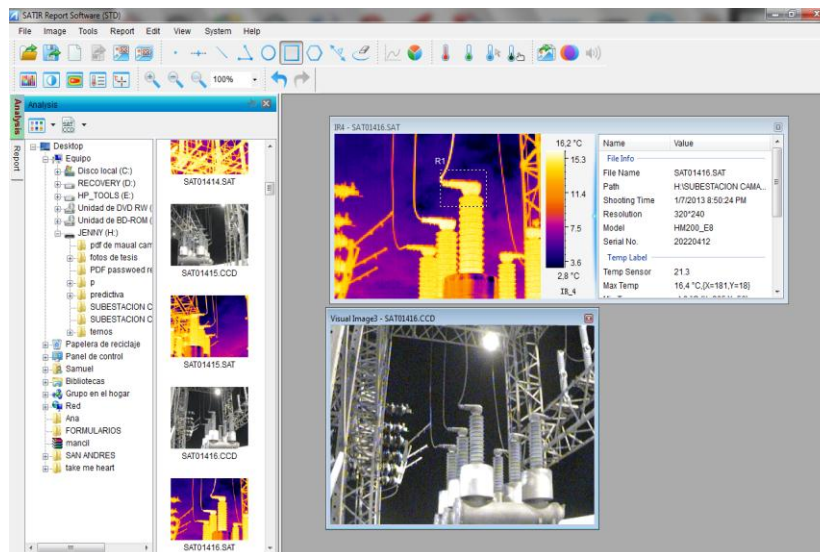 SATIR Report Software (STD)
File Image Tools Report Edit View System Help
100%
Analysis
Analysis
Report
Desktop
Equipo
Disco local (C:)
RECOVERY (D:)
HP_TOOLS (E:)
Unidad de DVD RW (
Unidad de BD-ROM (
JENNY (H:)
pdf de maual cam
fotos de tesis
PDF passwoed re
p
predictiva
SUBESTACION C
SUBESTACION C
ternos
Papelera de reciclaje
Panel de control
Samuel
Bibliotecas
Grupo en el hogar
Red
Ana
FORMULARIOS
mancil
SAN ANDRES
take me heart
SAT01414.SAT
SAT01415.CCD
SAT01415.SAT
SAT01416.CCD
SAT01416.SAT
IR4 - SAT01416.SAT
R1
16,2 °C
15.3
11.4
7.5
3.6
2,8 °C
IR_4
Name Value
File Info
File Name SAT01416.SAT
Path H:\SUBESTACION CAMA...
Shooting Time 1/7/2013 8:50:24 PM
Resolution 320*240
Model HM200_E8
Serial No. 20220412
Temp Label
Temp Sensor 21.3
Max Temp 16,4 °C,(X=181,Y=18)
Visual Image3 - SAT01416.CCD